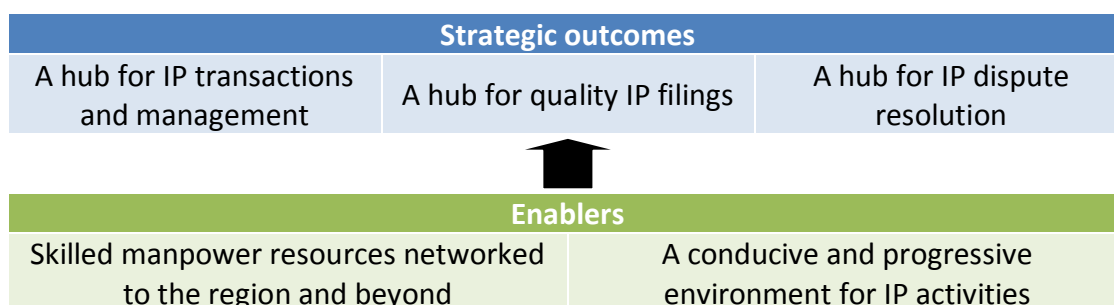 Strategic outcomes
A hub for IP transactions
and management
A hub for quality IP filings
A hub for IP dispute
resolution
Enablers
Skilled manpower resources networked
to the region and beyond
A conducive and progressive
environment for IP activities